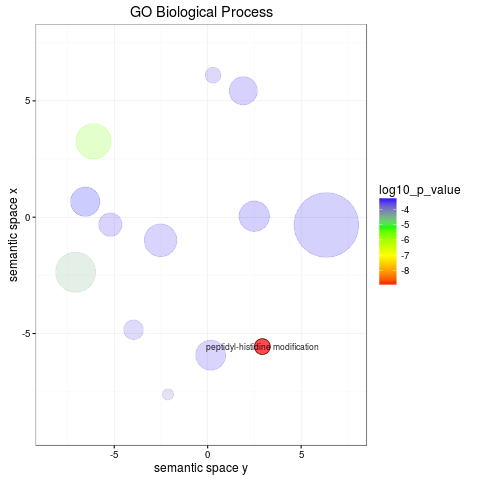 GO Biological Process
semantic space x
5
0
-5
peptidyl-histidine modification
-5
0
5
semantic space y
log10_p_value
-4
-5
-6
-7
-8